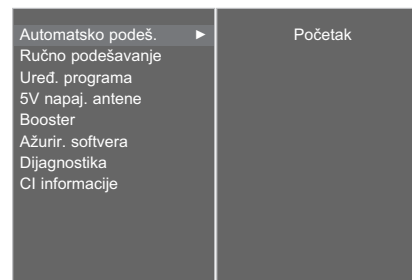 Automatsko podeš. ► Početak
Ručno podešavanje
Uređ. programa
5V napaj. antene
Booster
Ažurir. softvera
Dijagnostika
CI informacije